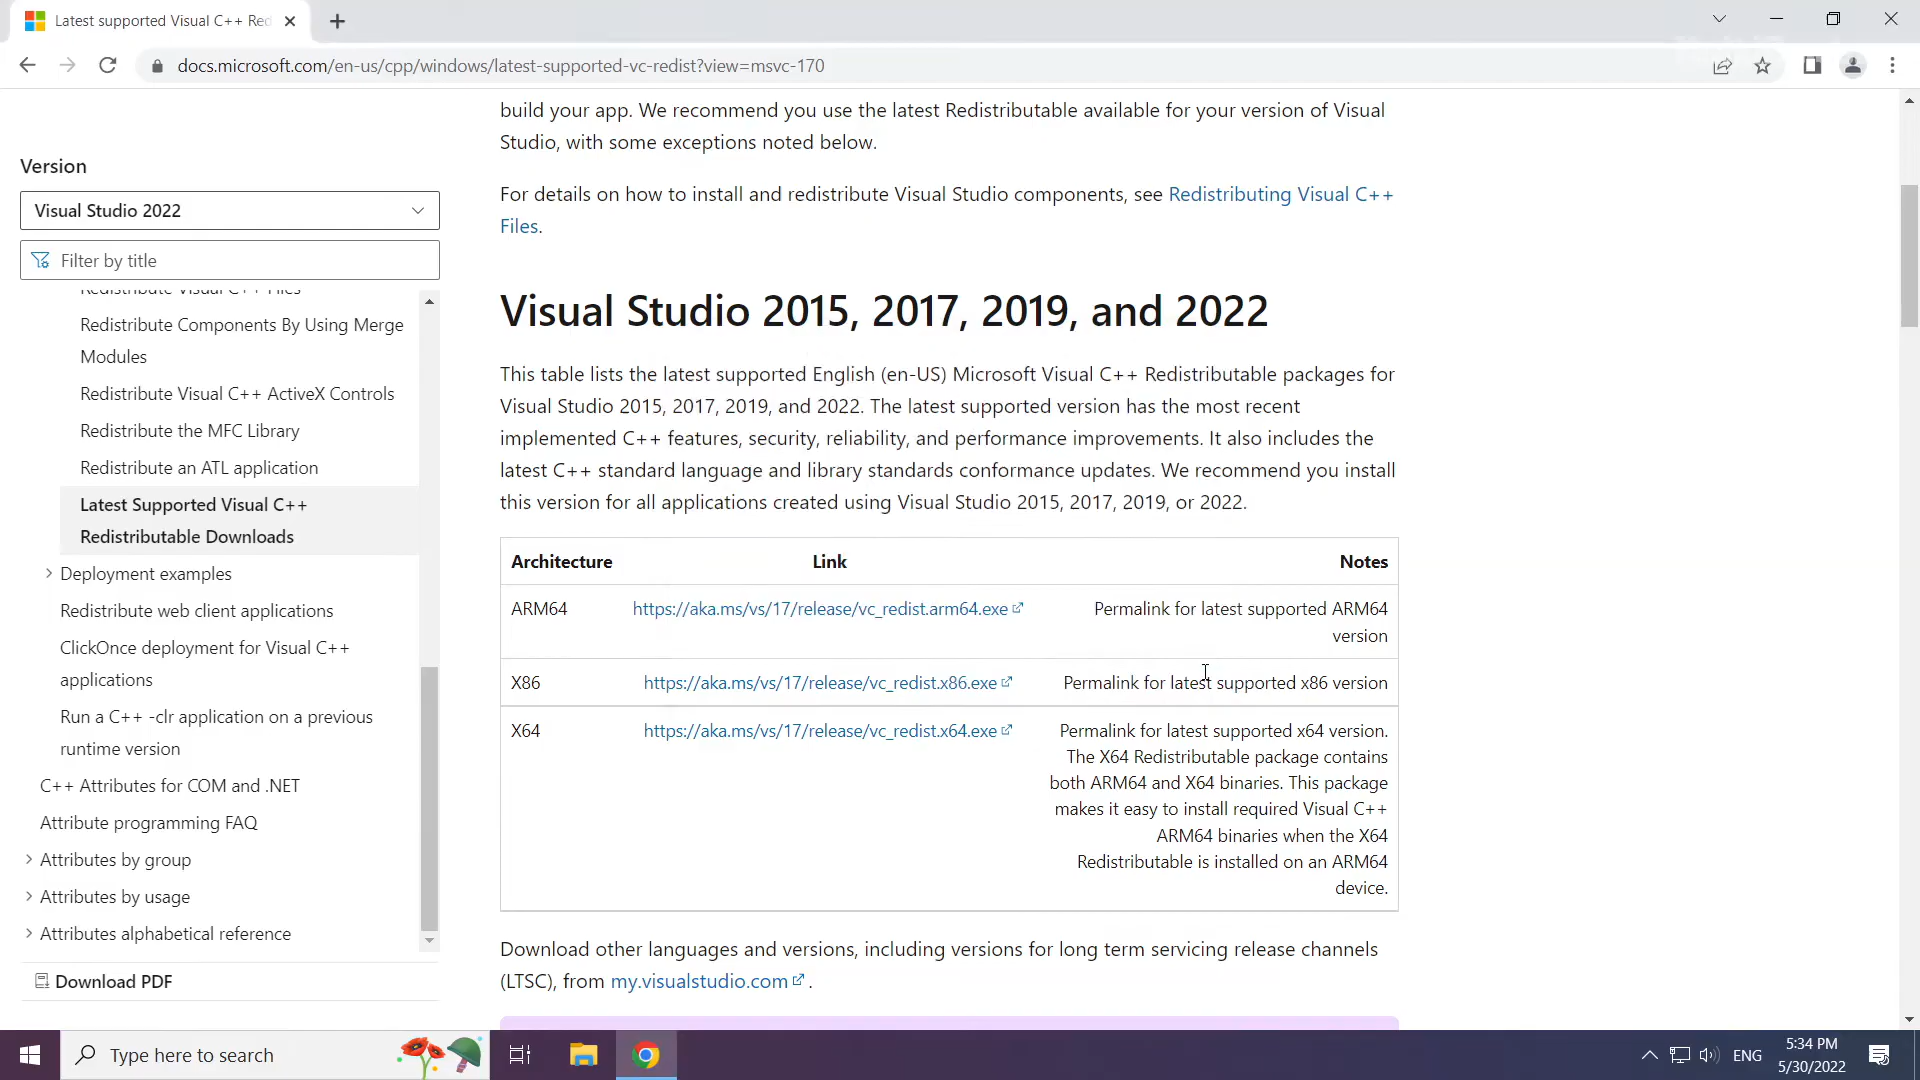 Latest supported Visual C++ Red
docs.microsoft.com/en-us/cpp/windows/latest-supported-vc-redist?view=msvc-170
Version
Visual Studio 2022
Filter by title
Redistribute Visual C++ Files
Redistribute Components By Using Merge
Modules
Redistribute Visual C++ ActiveX Controls
Redistribute the MFC Library
Redistribute an ATL application
Latest Supported Visual C++
Redistributable Downloads
Deployment examples
Redistribute web client applications
ClickOnce deployment for Visual C++
applications
Run a C++ -clr application on a previous
runtime version
C++ Attributes for COM and .NET
Attribute programming FAQ
Attributes by group
Attributes by usage
Attributes alphabetical reference
Download PDF
build your app. We recommend you use the latest Redistributable available for your version of Visual
Studio, with some exceptions noted below.
For details on how to install and redistribute Visual Studio components, see Redistributing Visual C++
Files.
Visual Studio 2015, 2017, 2019, and 2022
This table lists the latest supported English (en-US) Microsoft Visual C++ Redistributable packages for
Visual Studio 2015, 2017, 2019, and 2022. The latest supported version has the most recent
implemented C++ features, security, reliability, and performance improvements. It also includes the
latest C++ standard language and library standards conformance updates. We recommend you install
this version for all applications created using Visual Studio 2015, 2017, 2019, or 2022.
Architecture Link Notes
ARM64 https://aka.ms/vs/17/release/vc_redist.arm64.exe Permalink for latest supported ARM64
version
X86 https://aka.ms/vs/17/release/vc_redist.x86.exe Permalink for latest supported x86 version
X64 https://aka.ms/vs/17/release/vc_redist.x64.exe Permalink for latest supported x64 version.
The X64 Redistributable package contains
both ARM64 and X64 binaries. This package
makes it easy to install required Visual C++
ARM64 binaries when the X64
Redistributable is installed on an ARM64
device.
Download other languages and versions, including versions for long term servicing release channels
(LTSC), from my.visualstudio.com .
Type here to search
ENG
5:34 PM
5/30/2022